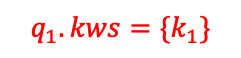 q₁.kws = {k₁}